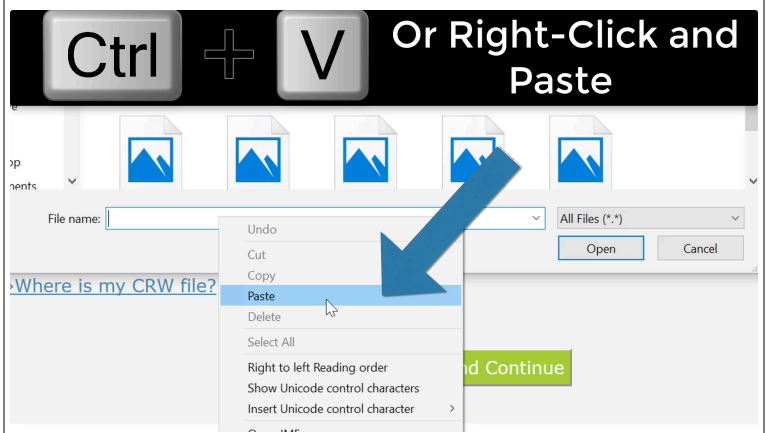 Ctrl + V
Or Right-Click and
Paste
File name:
All Files (*.*)
Open
Cancel
Undo
Cut
Copy
Paste
Delete
Select All
Right to left Reading order
Show Unicode control characters
Insert Unicode control character
Where is my CRW file?
Continue